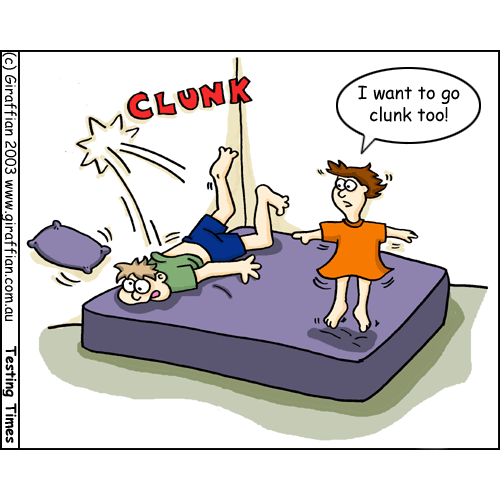 CLUNK
I want to go
clunk too!
(c) Giraffian 2003 www.giraffian.com.au
Testing Times